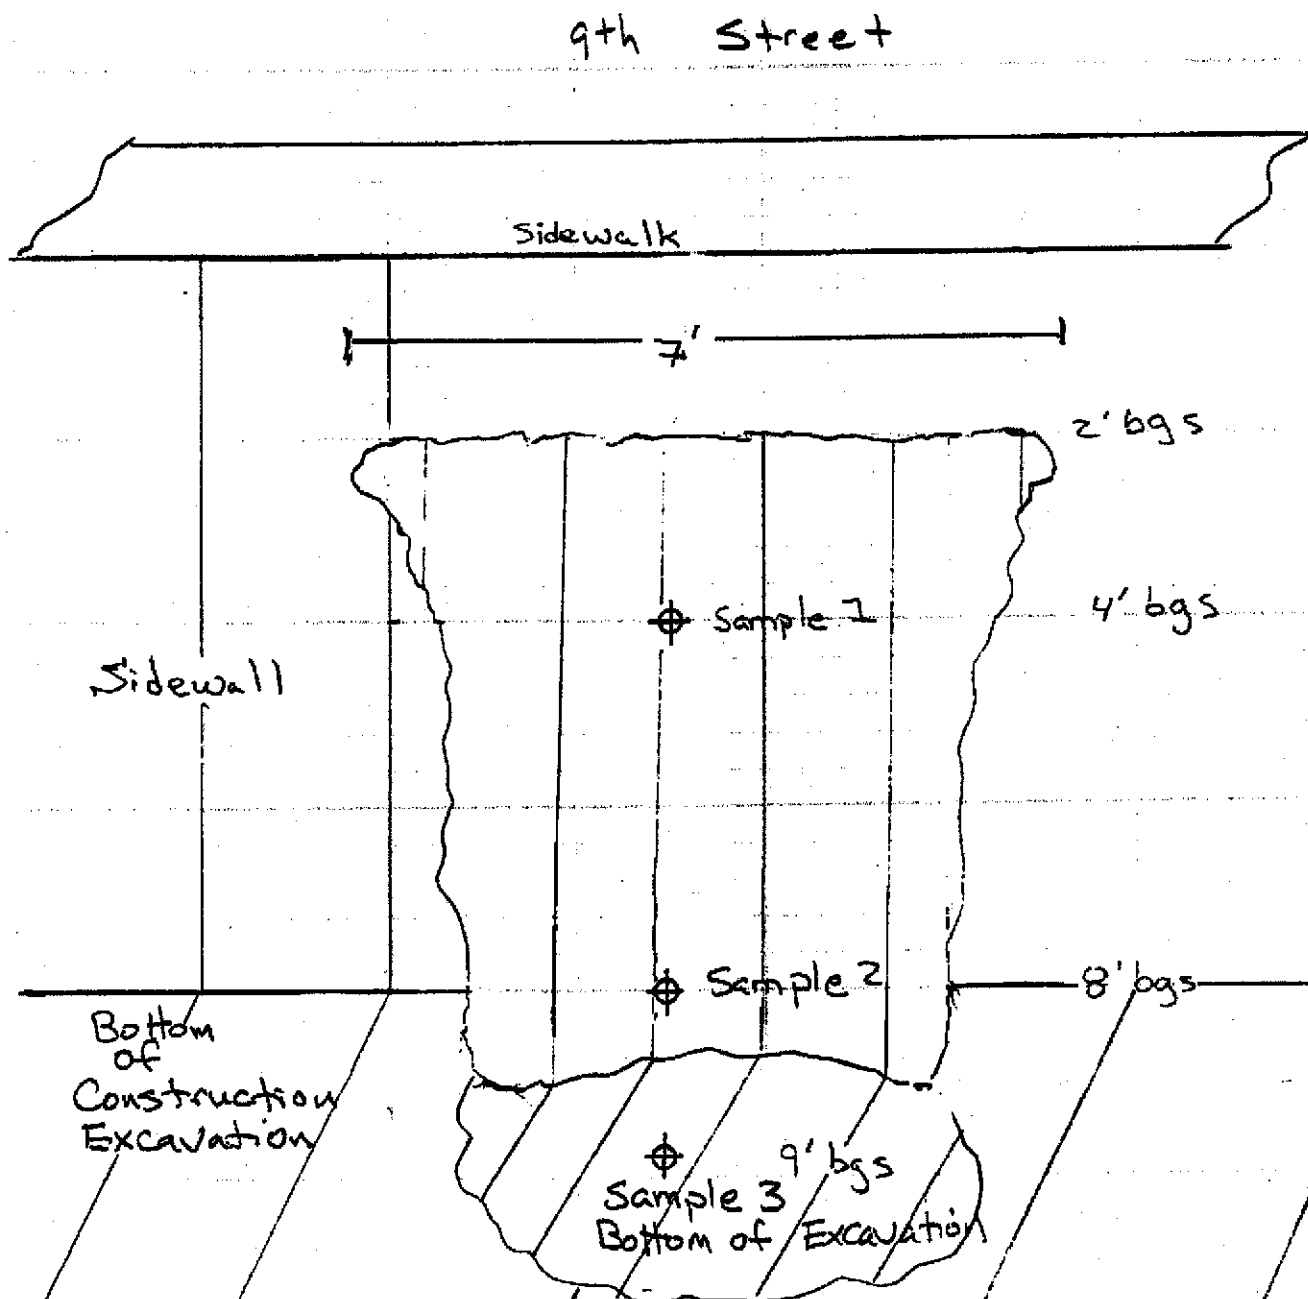 9th Street
Sidewalk
7'
2' bgs
Sample 1
4' bgs
Sidewall
Sample 2
8' bgs
Bottom
of
Construction
Excavation
9' bgs
Sample 3
Bottom of Excavation